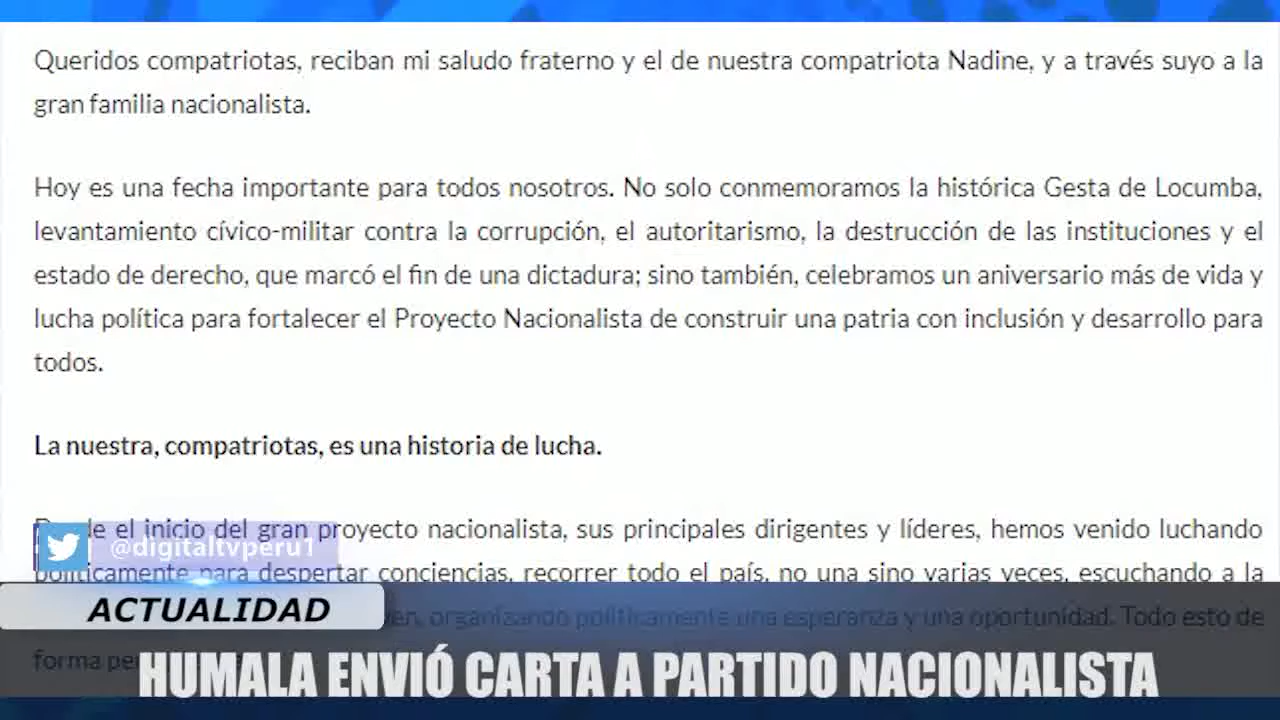 Queridos compatriotas, reciban mi saludo fraterno y el de nuestra compatriota Nadine, y a través suyo a la
gran familia nacionalista.
Hoy es una fecha importante para todos nosotros. No solo conmemoramos la histórica Gesta de Locumba,
levantamiento cívico-militar contra la corrupción, el autoritarismo, la destrucción de las instituciones y el
estado de derecho, que marcó el fin de una dictadura; sino también, celebramos un aniversario más de vida y
lucha política para fortalecer el Proyecto Nacionalista de construir una patria con inclusión y desarrollo para
todos.
La nuestra, compatriotas, es una historia de lucha.
el inicio del gran proyecto nacionalista, sus principales dirigentes y líderes, hemos venido luchando
@digitaltvperu1
políticamente para despertar conciencias, recorrer todo el país, no una sino varias veces, escuchando a la
ACTUALIDAD
organizando políticamente una esperanza y una oportunidad. Todo esto de
forma
HUMALA ENVIÓ CARTA A PARTIDO NACIONALISTA